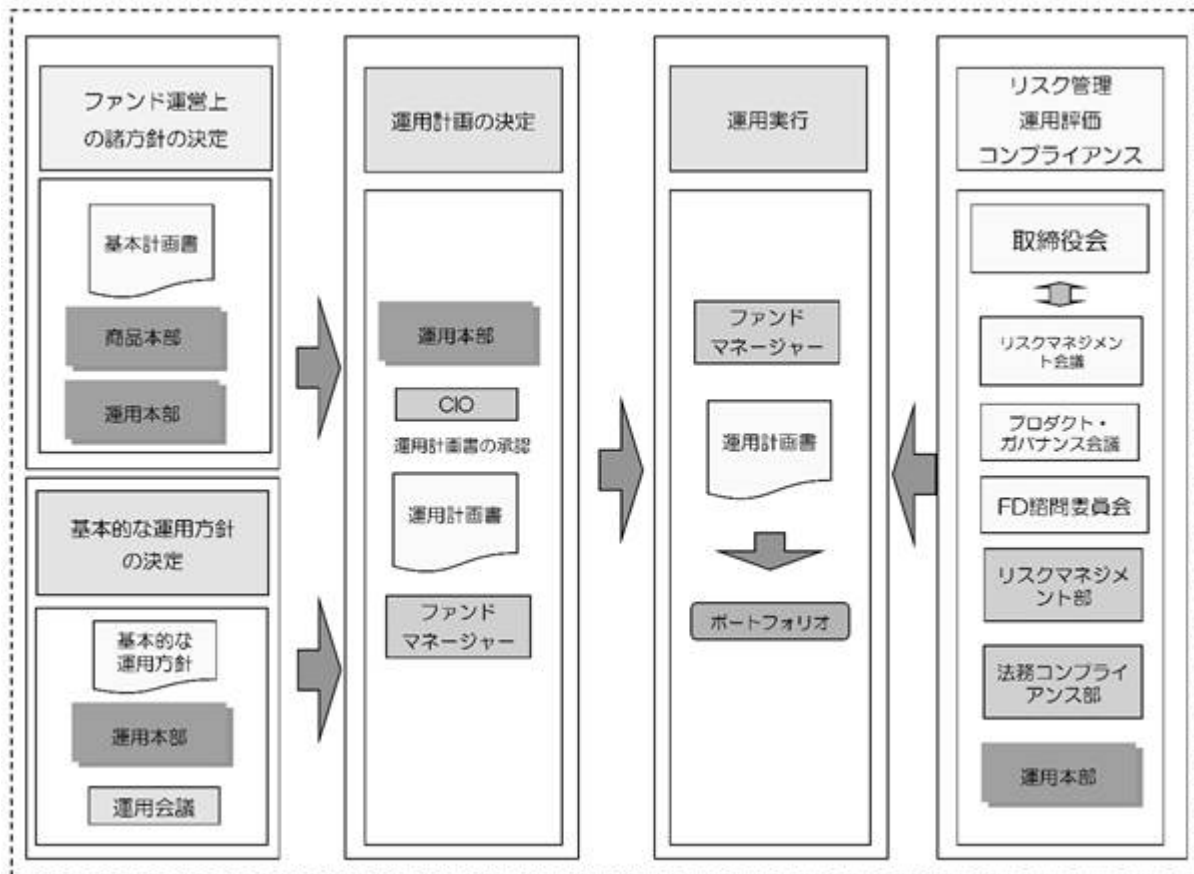 ファンド運営上
の諸方針の決定
基本計画書
商品本部
運用本部
基本的な運用方針
の決定
基本的な
運用方針
運用本部
運用会議
運用計画の決定
運用本部
CIO
運用計画書の承認
運用計画書
ファンド
マネージャー
運用実行
ファンド
マネージャー
運用計画書
ポートフォリオ
リスク管理
運用評価
コンプライアンス
取締役会
リスクマネジメン
ト会議
プロダクト・
ガバナンス会議
FD諮問委員会
リスクマネジメ
ント部
法務コンプライ
アンス部
運用本部